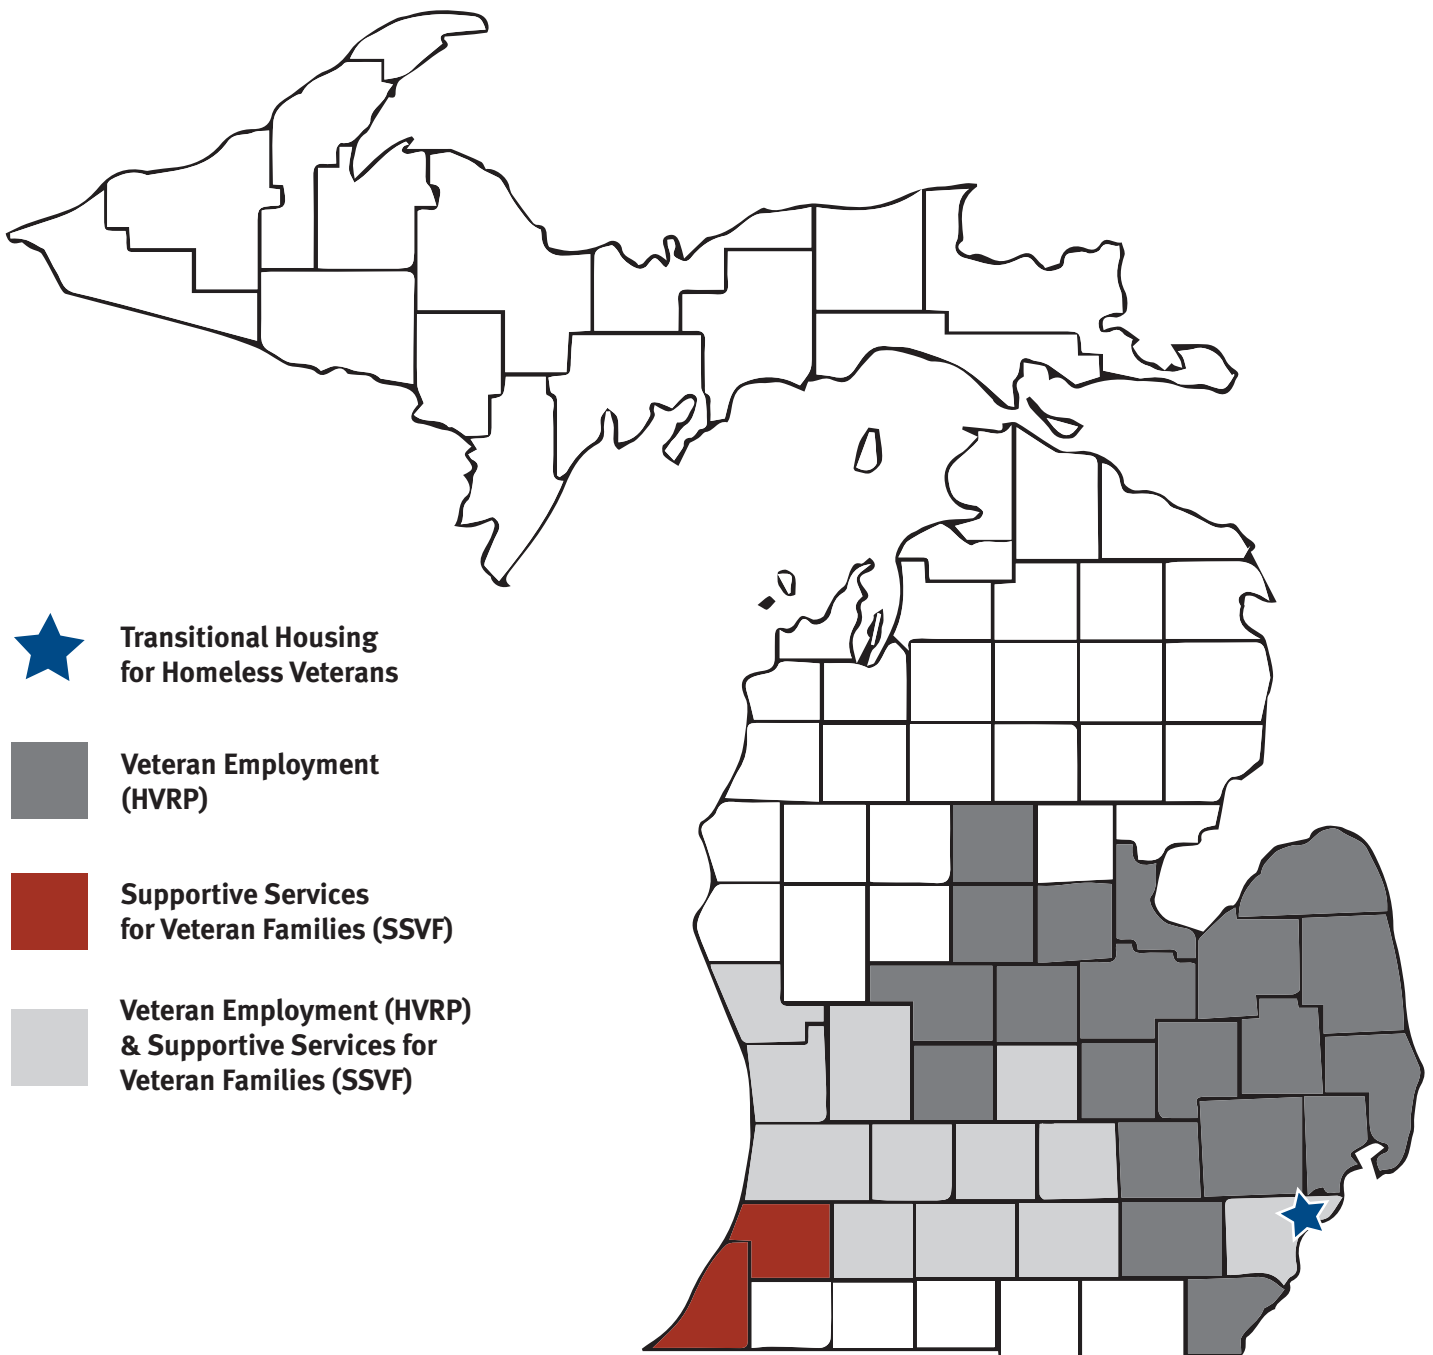 Transitional Housing
for Homeless Veterans
Veteran Employment
(HVRP)
Supportive Services
for Veteran Families (SSVF)
Veteran Employment (HVRP)
& Supportive Services for
Veteran Families (SSVF)